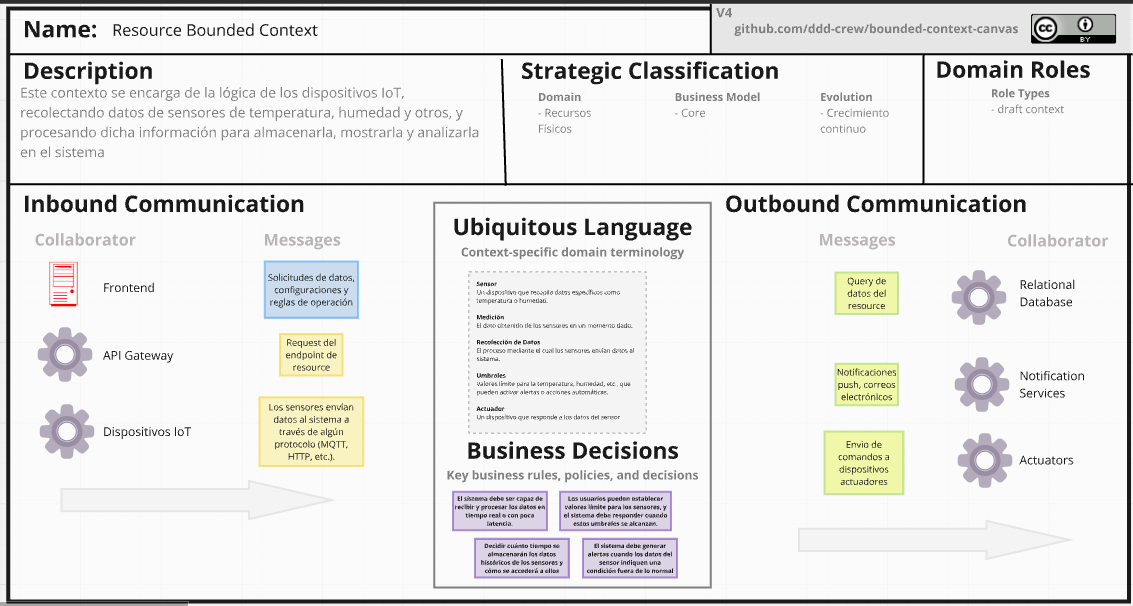 Name: Resource Bounded Context
V4
github.com/ddd-crew/bounded-context-canvas
cc
BY
Description
Este contexto se encarga de la lógica de los dispositivos IoT,
recolectando datos de sensores de temperatura, humedad y otros, y
procesando dicha información para almacenarla, mostrarla y analizarla
en el sistema
Strategic Classification
Domain
- Recursos
Físicos
Business Model
- Core
Evolution
- Crecimiento
continuo
Domain Roles
Role Types
- draft context
Inbound Communication
Collaborator
Messages
Frontend
Solicitudes de datos,
configuraciones y
reglas de operación
API Gateway
Request del
endpoint de
resource
Dispositivos IoT
Los sensores envían
datos al sistema a
través de algún
protocolo (MQTT,
HTTP, etc.).
Ubiquitous Language
Context-specific domain terminology
Sensor
Un dispositivo que recopila datos específicos como
temperatura o humedad.
Medición
El dato obtenido de los sensores en un momento dado.
Recolección de Datos
El proceso mediante el cual los sensores envían datos al
sistema.
Umbrales
Valores límite para la temperatura, humedad, etc., que
pueden activar alertas o acciones automáticas.
Actuador
Un dispositivo que responde a los datos del sensor
Business Decisions
Key business rules, policies, and decisions
El sistema debe ser capaz de
recibir y procesar los datos en
tiempo real o con poca
latencia.
Los usuarios pueden establecer
valores límite para los sensores, y
el sistema debe responder cuando
estos umbrales se alcanzan.
Decidir cuánto tiempo se
almacenarán los datos
históricos de los sensores y
cómo se accederá a ellos
El sistema debe generar
alertas cuando los datos del
sensor indiquen una
condición fuera de lo normal
Outbound Communication
Messages
Collaborator
Query de
datos del
resource
Relational
Database
Notificaciones
push, correos
electrónicos
Notification
Services
Envio de
comandos a
dispositivos
actuadores
Actuators